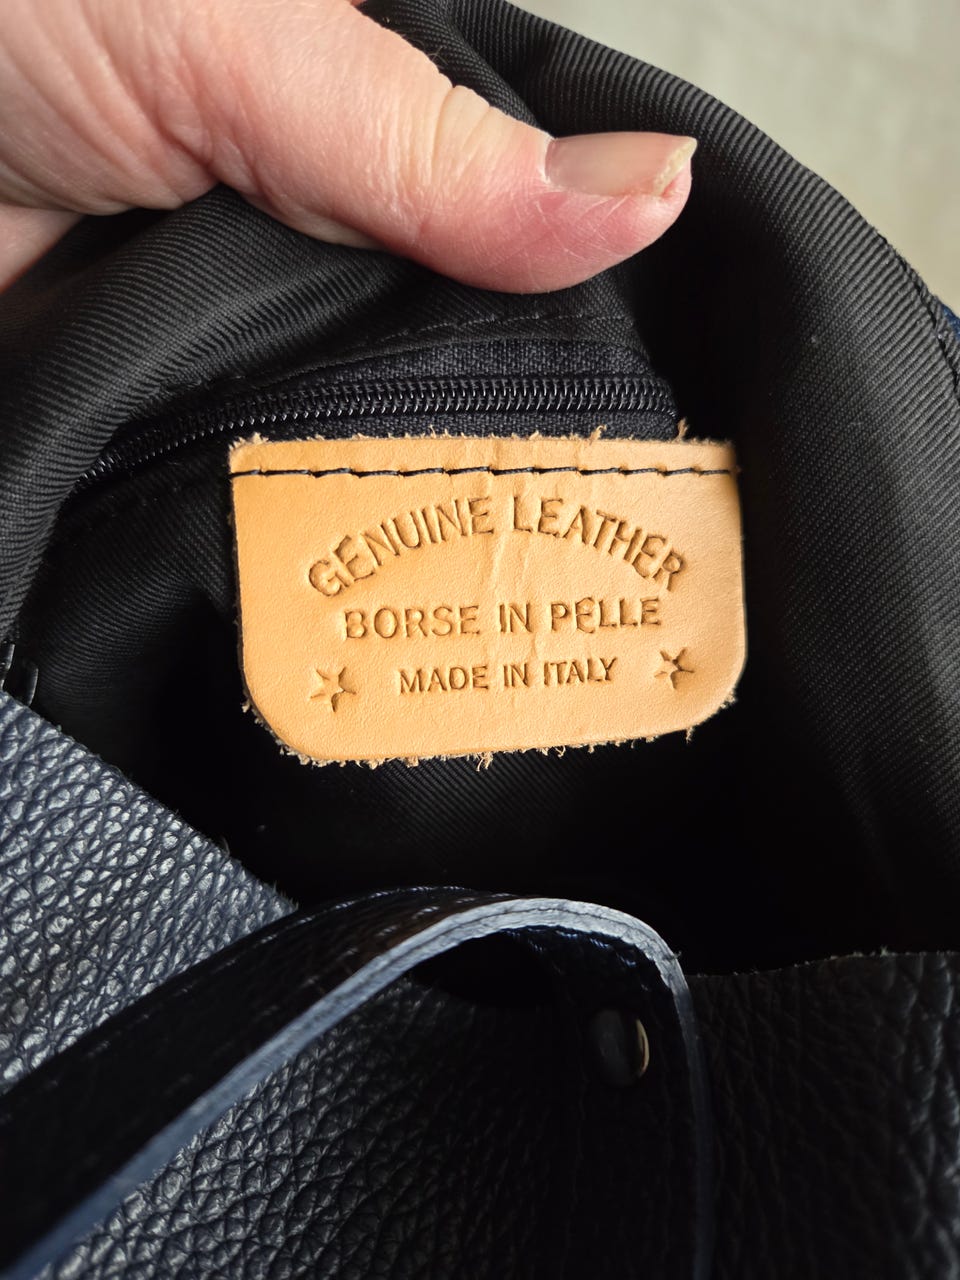 GENUINE LEATHER
BORSE IN PELLE
MADE IN ITALY